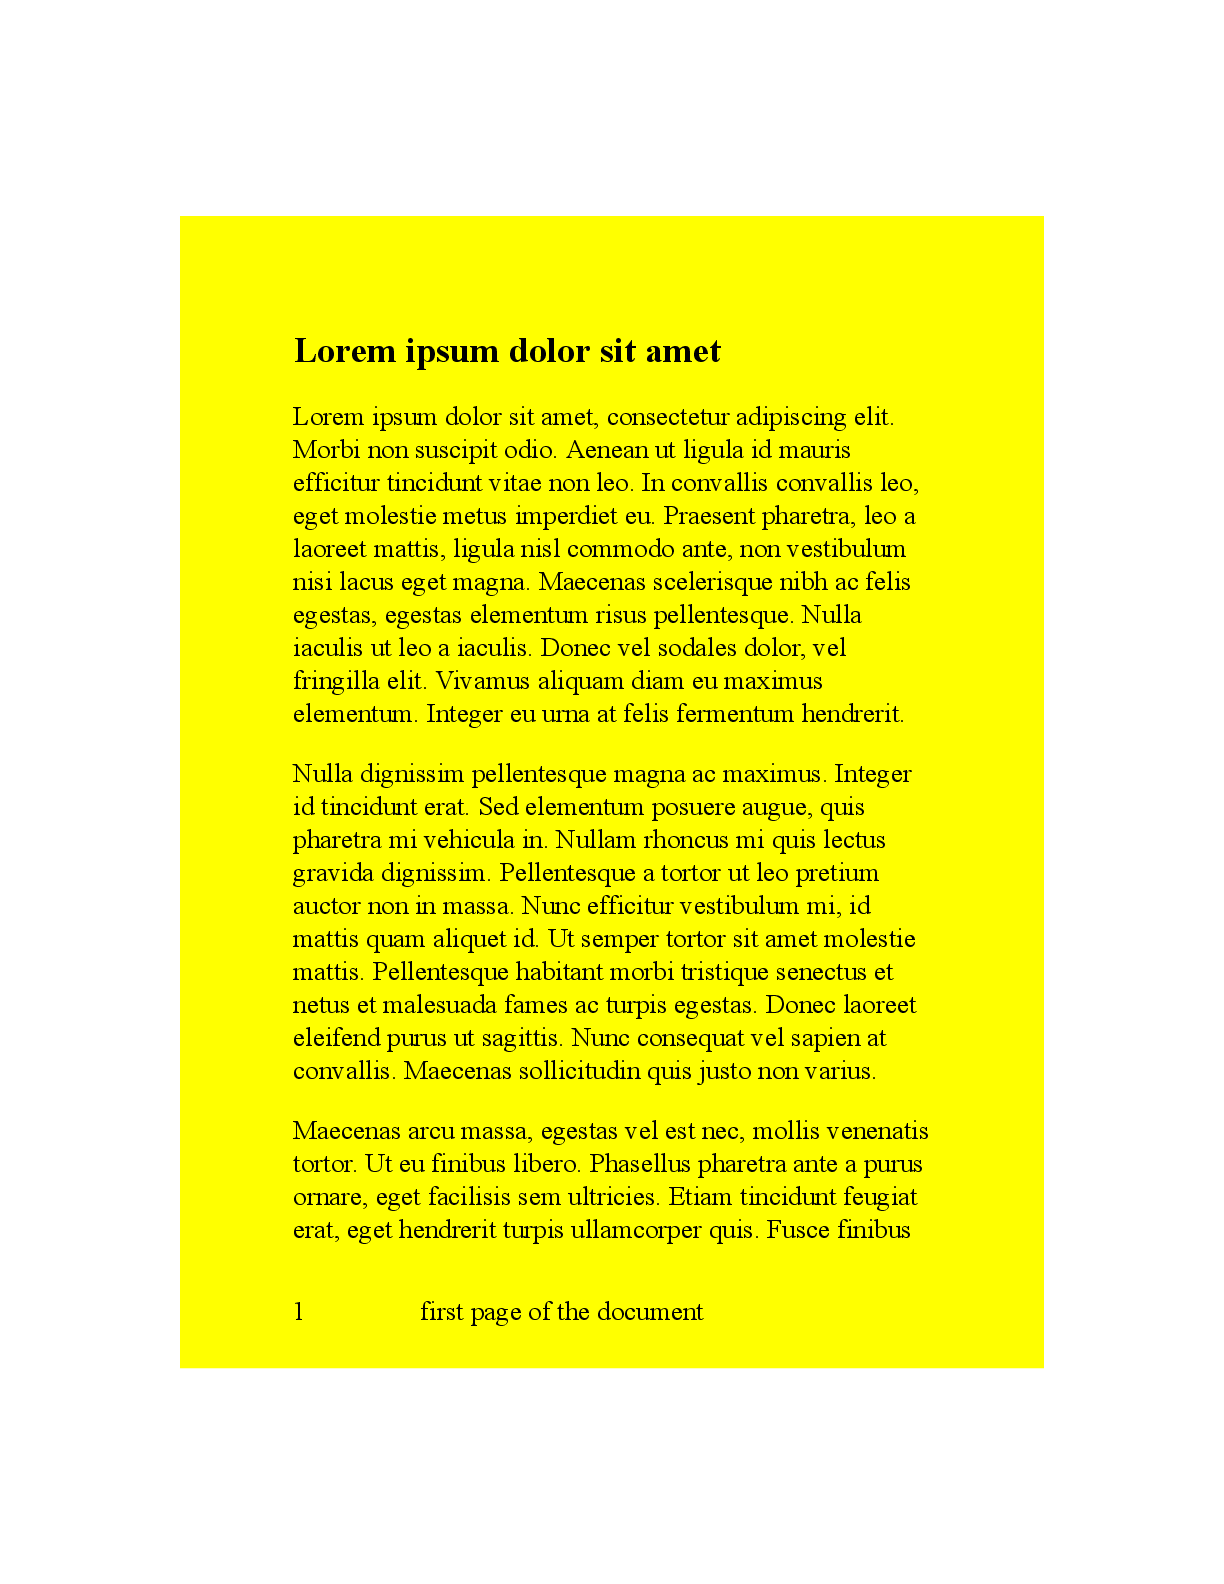 Lorem ipsum dolor sit amet
Lorem ipsum dolor sit amet, consectetur adipiscing elit.
Morbi non suscipit odio. Aenean ut ligula id mauris
efficitur tincidunt vitae non leo. In convallis convallis leo,
eget molestie metus imperdiet eu. Praesent pharetra, leo a
laoreet mattis, ligula nisl commodo ante, non vestibulum
nisi lacus eget magna. Maecenas scelerisque nibh ac felis
egestas, egestas elementum risus pellentesque. Nulla
iaculis ut leo a iaculis. Donec vel sodales dolor, vel
fringilla elit. Vivamus aliquam diam eu maximus
elementum. Integer eu urna at felis fermentum hendrerit.
Nulla dignissim pellentesque magna ac maximus. Integer
id tincidunt erat. Sed elementum posuere augue, quis
pharetra mi vehicula in. Nullam rhoncus mi quis lectus
gravida dignissim. Pellentesque a tortor ut leo pretium
auctor non in massa. Nunc efficitur vestibulum mi, id
mattis quam aliquet id. Ut semper tortor sit amet molestie
mattis. Pellentesque habitant morbi tristique senectus et
netus et malesuada fames ac turpis egestas. Donec laoreet
eleifend purus ut sagittis. Nunc consequat vel sapien at
convallis. Maecenas sollicitudin quis justo non varius.
Maecenas arcu massa, egestas vel est nec, mollis venenatis
tortor. Ut eu finibus libero. Phasellus pharetra ante a purus
ornare, eget facilisis sem ultricies. Etiam tincidunt feugiat
erat, eget hendrerit turpis ullamcorper quis. Fusce finibus
1 first page of the document